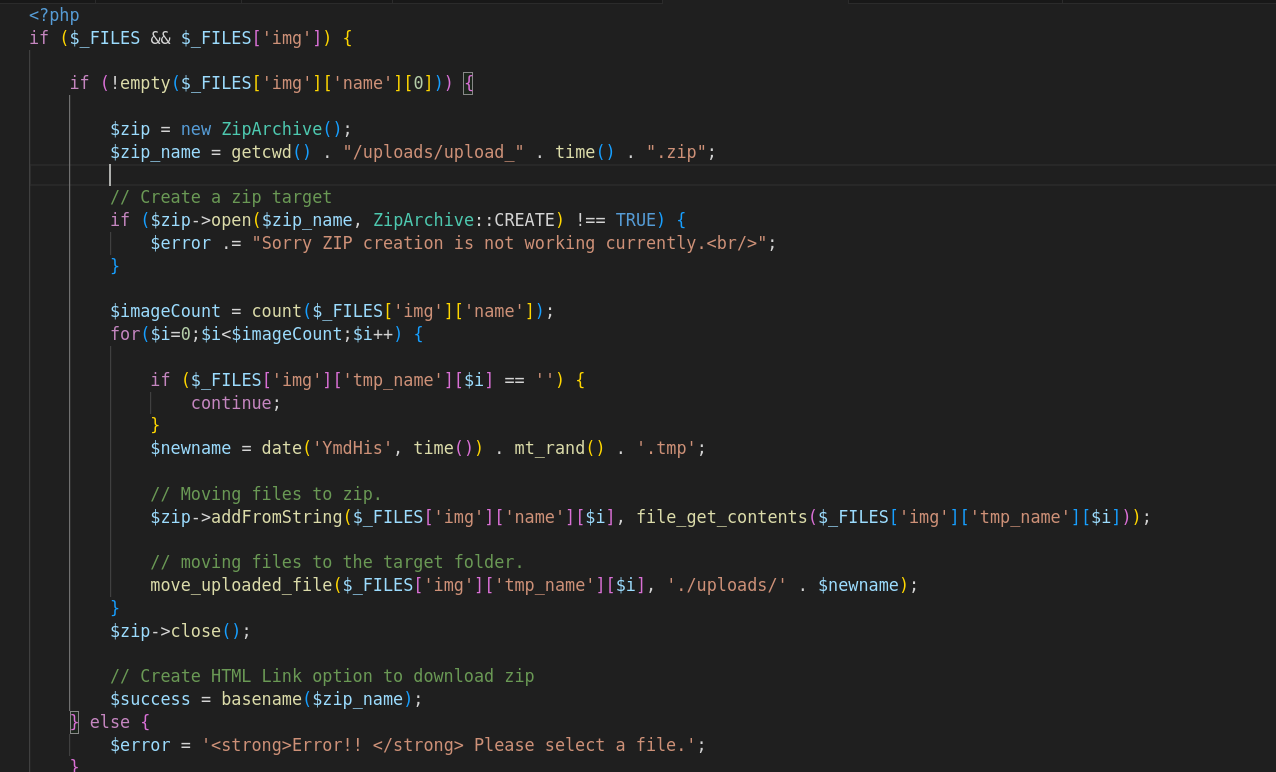 <?php
if ($_FILES && $_FILES['img']) {
if (!empty($_FILES['img']['name'][0])) {
$zip = new ZipArchive();
$zip_name = getcwd() . "/uploads/upload_" . time() . ".zip";
// Create a zip target
if ($zip->open($zip_name, ZipArchive::CREATE) !== TRUE) {
$error .= "Sorry ZIP creation is not working currently.<br/>";
}
$imageCount = count($_FILES['img']['name']);
for($i=0;$i<$imageCount;$i++) {
if ($_FILES['img']['tmp_name'][$i] == '') {
continue;
}
$newname = date('YmdHis', time()) . mt_rand() . '.tmp';
// Moving files to zip.
$zip->addFromString($_FILES['img']['name'][$i], file_get_contents($_FILES['img']['tmp_name'][$i]));
// moving files to the target folder.
move_uploaded_file($_FILES['img']['tmp_name'][$i], './uploads/' . $newname);
}
$zip->close();
// Create HTML Link option to download zip
$success = basename($zip_name);
} else {
$error = '<strong>Error!! </strong> Please select a file.';
}